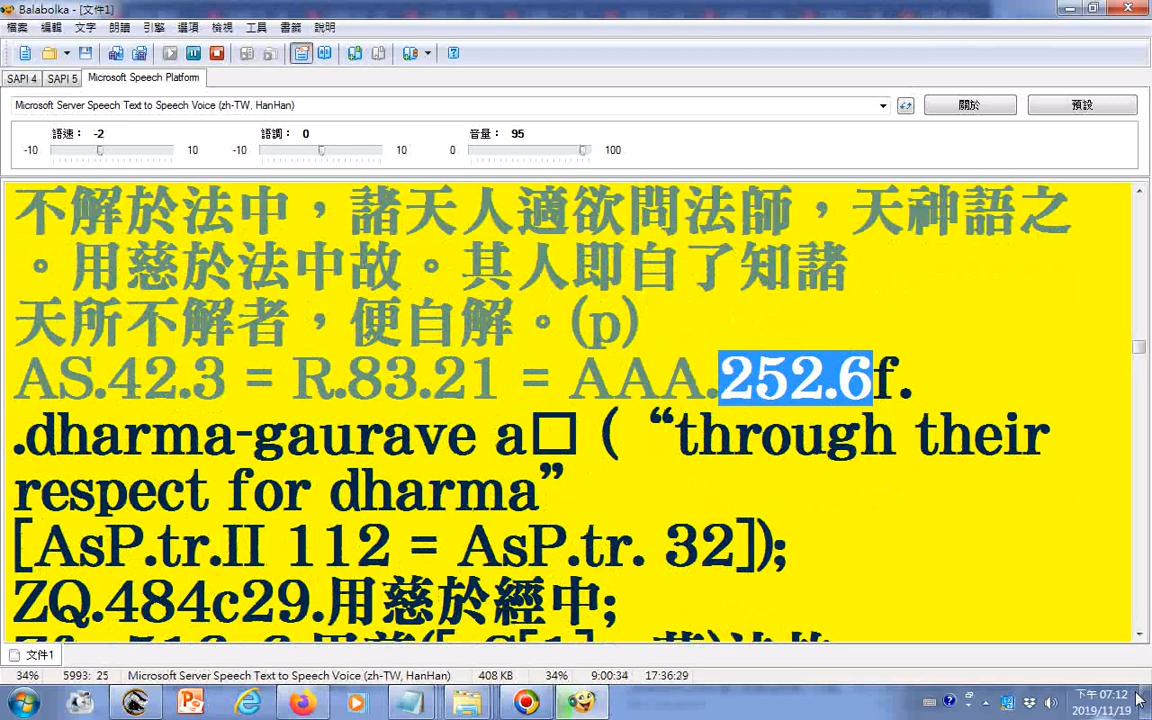 Balabolka - [文件1]
檔案 編輯 文字 朗讀 引擎 選項 檢視 工具 書籤 說明
SAPI 4 SAPI 5 Microsoft Speech Platform
Microsoft Server Speech Text to Speech Voice (zh-TW, HanHan) 關於 預設
語速： -2 語調： 0 音量： 95
-10 10 -10 10 0 100
不解於法中，諸天人適欲問法師，天神語之
。用慈於法中故。其人即自了知諸
天所不解者，便自解。(p)
AS.42.3 = R.83.21 = AAA.252.6f.
.dharma-gaurave a□ (“through their
respect for dharma”
[AsP.tr.II 112 = AsP.tr. 32]);
ZQ.484c29.用慈於經中;
文件1
34% 5993: 25 Microsoft Server Speech Text to Speech Voice (zh-TW, HanHan) 408 KB 34% 9:00:34 17:36:29
下午 07:12
2019/11/19